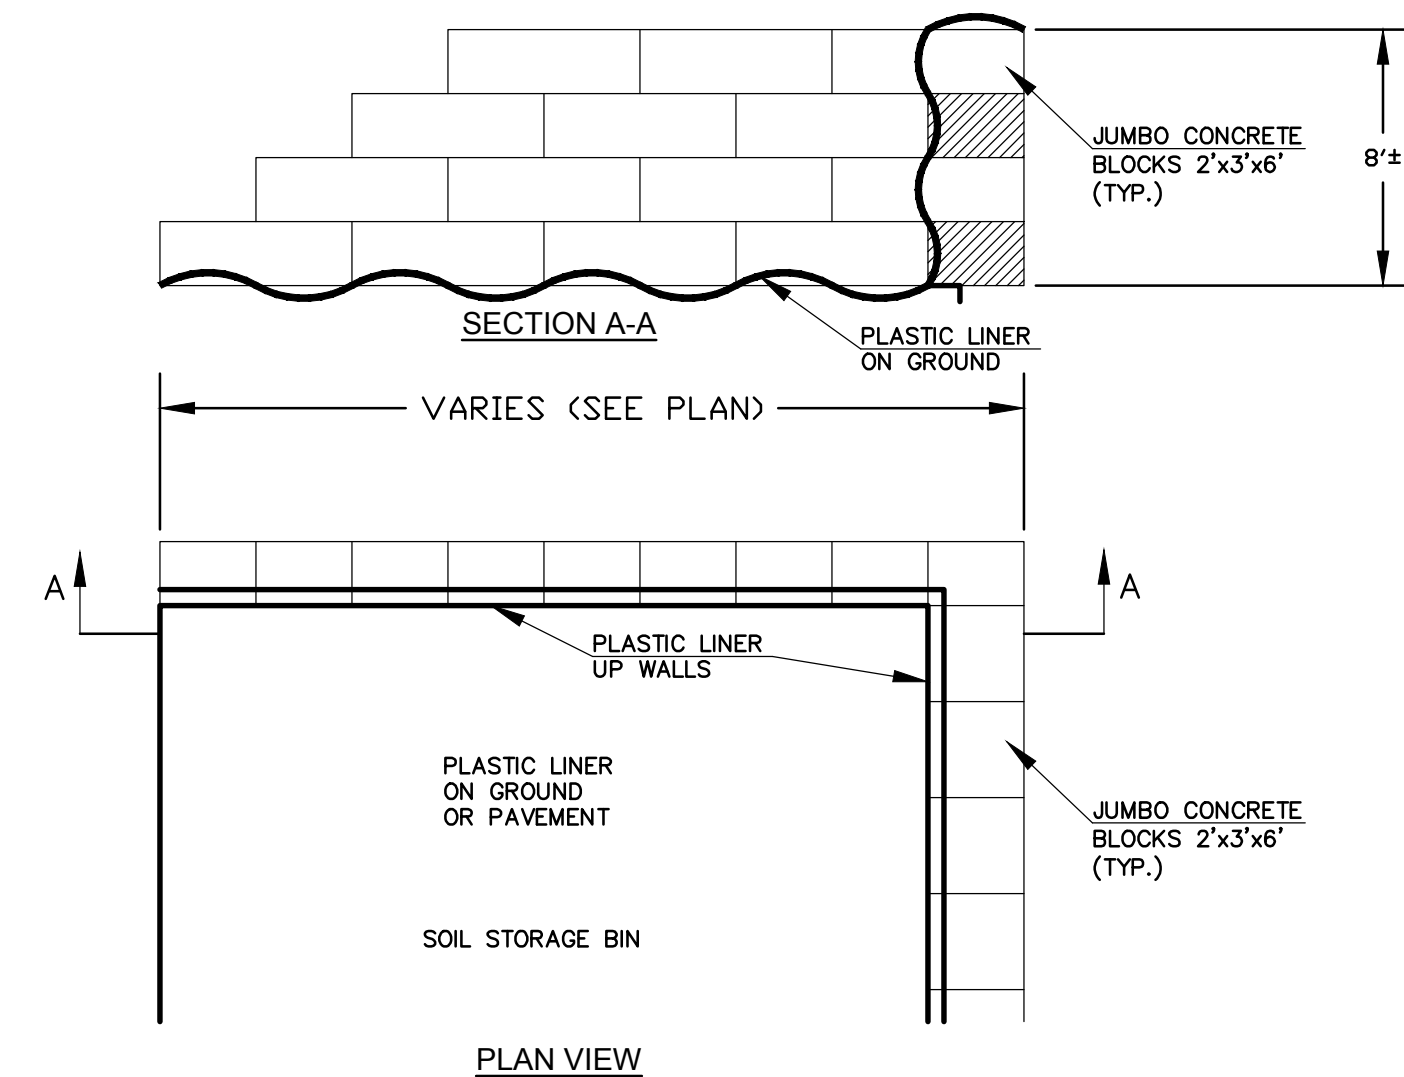 JUMBO CONCRETE
BLOCKS 2'x3'x6'
(TYP.)
8'±
SECTION A-A
PLASTIC LINER
ON GROUND
VARIES (SEE PLAN)
A
A
PLASTIC LINER
UP WALLS
PLASTIC LINER
ON GROUND
OR PAVEMENT
JUMBO CONCRETE
BLOCKS 2'x3'x6'
(TYP.)
SOIL STORAGE BIN
PLAN VIEW